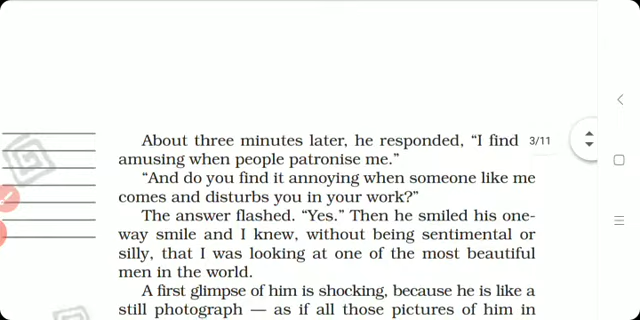 About three minutes later, he responded, “I find
amusing when people patronise me.”
“And do you find it annoying when someone like me
comes and disturbs you in your work?”
The answer flashed. “Yes.” Then he smiled his one-
way smile and I knew, without being sentimental or
silly, that I was looking at one of the most beautiful
men in the world.
A first glimpse of him is shocking, because he is like a
still photograph — as if all those pictures of him in
3/11